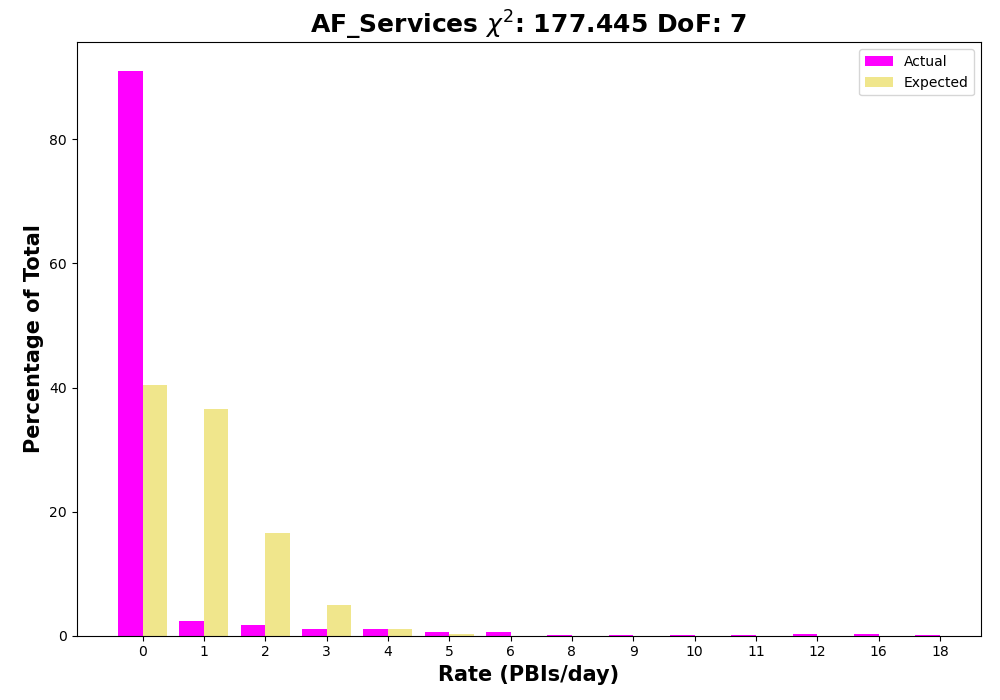 AF_Services χ²: 177.445 DoF: 7
Actual
Expected
Percentage of Total
80
60
40
20
0
0 1 2 3 4 5 6 8 9 10 11 12 16 18
Rate (PBIs/day)